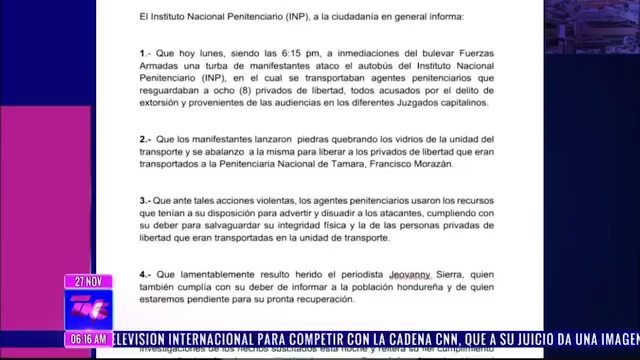 El Instituto Nacional Penitenciario (INP), a la ciudadanía en general informa:
1.- Que hoy lunes, siendo las 6:15 pm, a inmediaciones del bulevar Fuerzas
Armadas una turba de manifestantes ataco el autobús del Instituto Nacional
Penitenciario (INP), en el cual se transportaban agentes penitenciarios que
resguardaban a ocho (8) privados de libertad, todos acusados por el delito de
extorsión y provenientes de las audiencias en los diferentes Juzgados capitalinos.
2.- Que los manifestantes lanzaron piedras quebrando los vidrios de la unidad del
transporte y se abalanzo a la misma para liberar a los privados de libertad que eran
transportados a la Penitenciaria Nacional de Tamara, Francisco Morazán.
3.- Que ante tales acciones violentas, los agentes penitenciarios usaron los recursos
que tenían a su disposición para advertir y disuadir a los atacantes, cumpliendo con
su deber para salvaguardar su integridad física y la de las personas privadas de
libertad que eran transportadas en la unidad de transporte.
4.- Que lamentablemente resulto herido el periodista Jeovanny Sierra, quien
también cumplía con su deber de informar a la población hondureña y de quien
estaremos pendiente para su pronta recuperación.
27 NOV
06:16 AM
TELEVISION INTERNACIONAL PARA COMPETIR CON LA CADENA CNN, QUE A SU JUICIO DA UNA IMAGEN